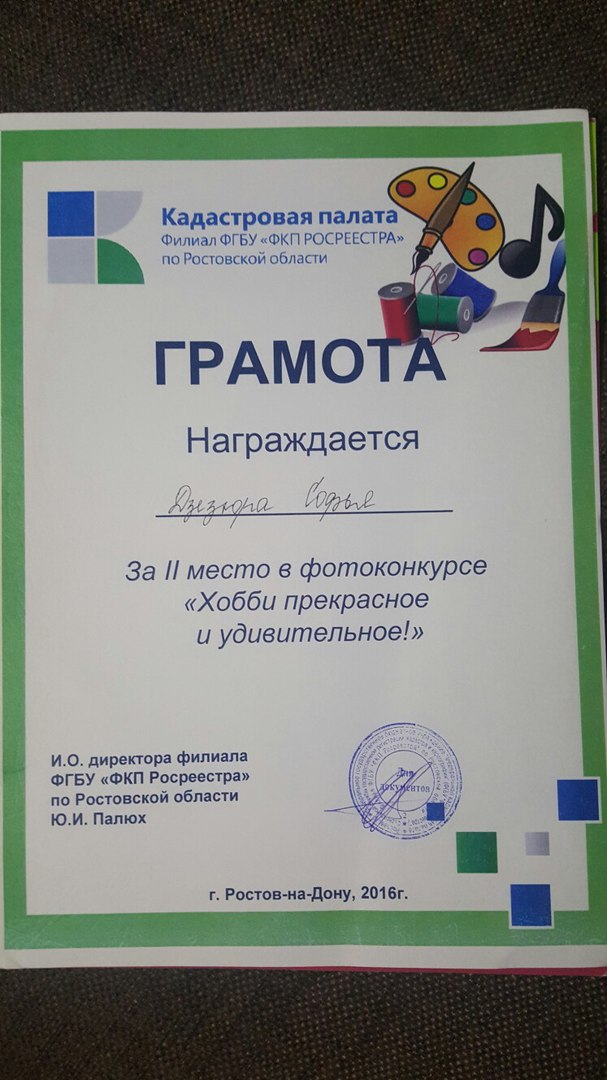 Кадастровая палата
Филиал ФГБУ «ФКП РОСРЕЕСТРА»
по Ростовской области
ГРАМОТА
Награждается
Дзезюра Софья
За II место в фотоконкурсе
«Хобби прекрасное
и удивительное!»
И.О. директора филиала
ФГБУ «ФКП Росреестра»
по Ростовской области
Ю.И. Палюх
Для
ДОКУМЕНТОВ
г. Ростов-на-Дону, 2016г.